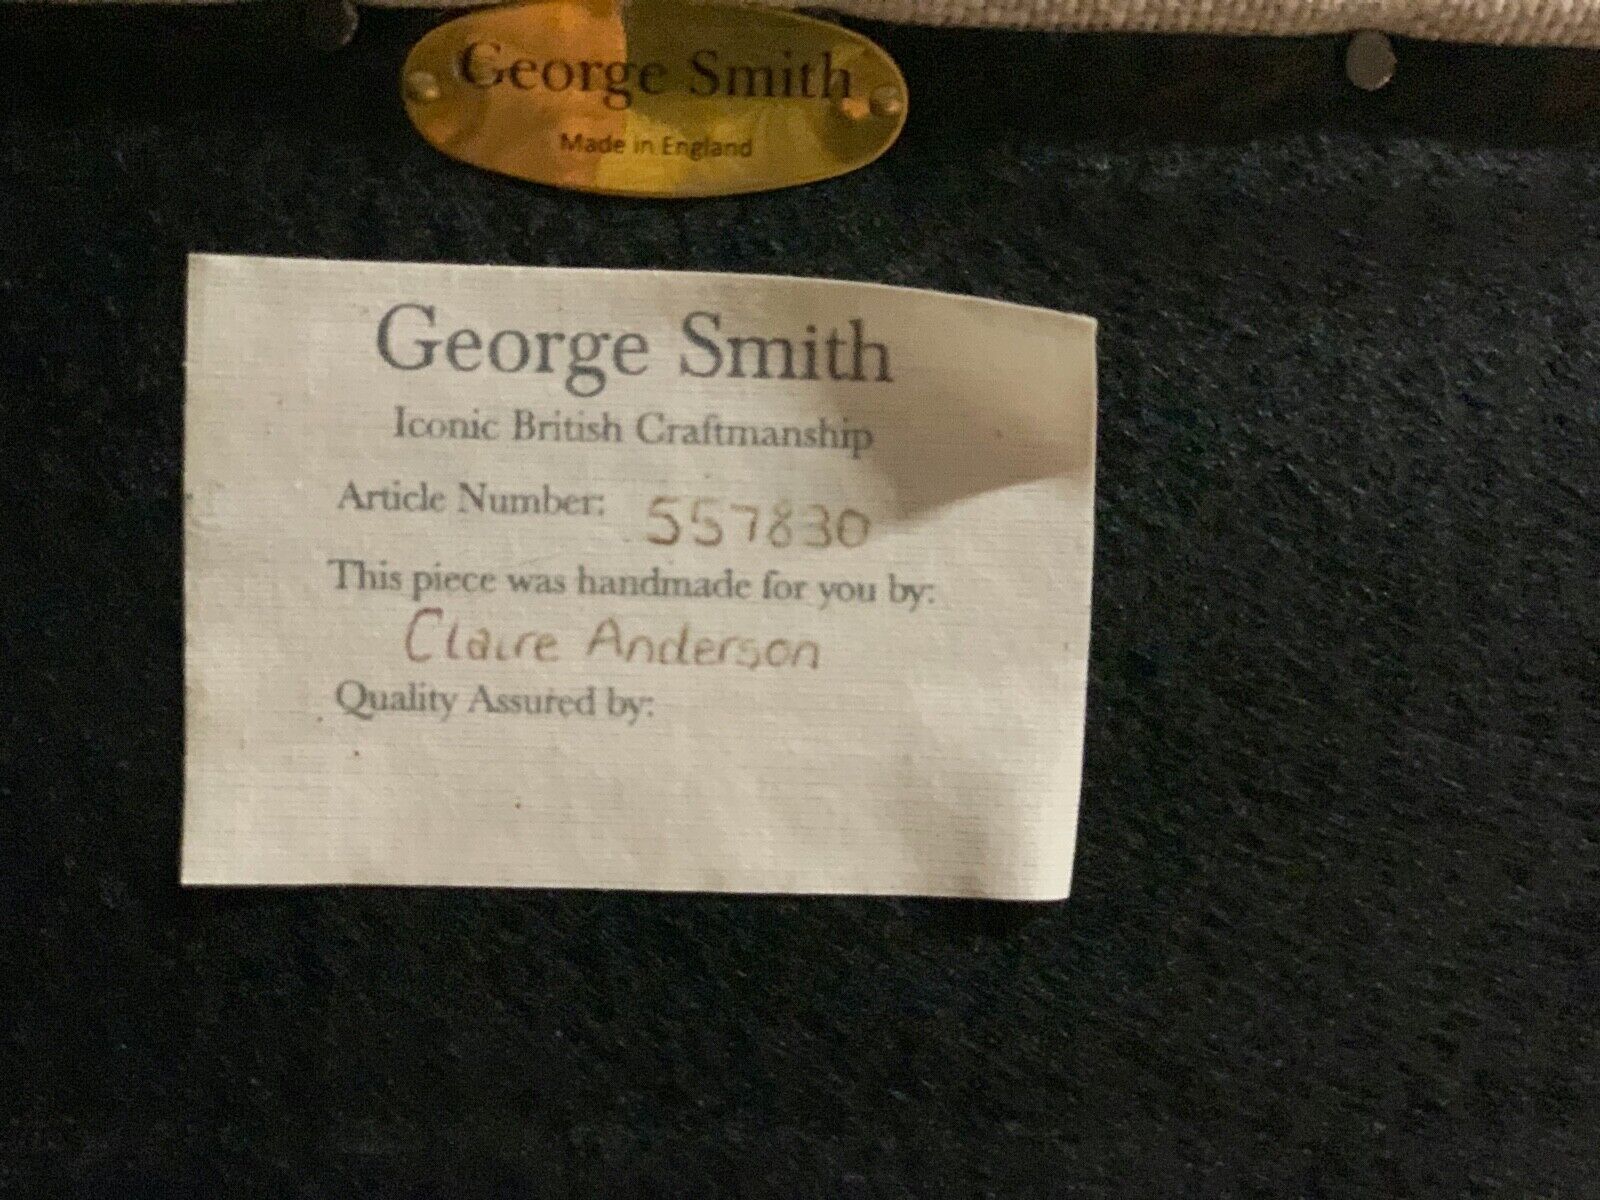 George Smith
Made in England
George Smith
Iconic British Craftmanship
Article Number: 557830
This piece was handmade for you by:
Claire Anderson
Quality Assured by: